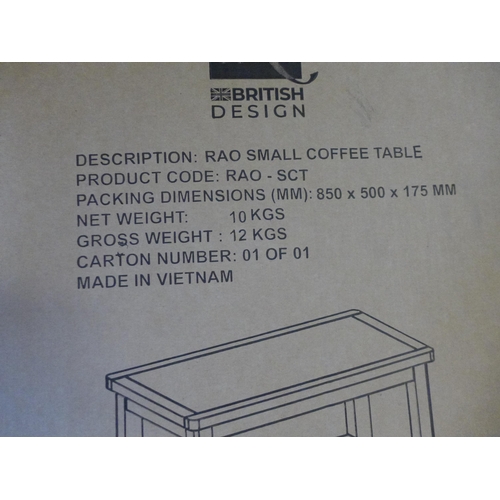 BRITISH
DESIGN
DESCRIPTION: RAO SMALL COFFEE TABLE
PRODUCT CODE: RAO - SCT
PACKING DIMENSIONS (MM): 850 x 500 x 175 MM
NET WEIGHT: 10 KGS
GROSS WEIGHT : 12 KGS
CARTON NUMBER: 01 OF 01
MADE IN VIETNAM